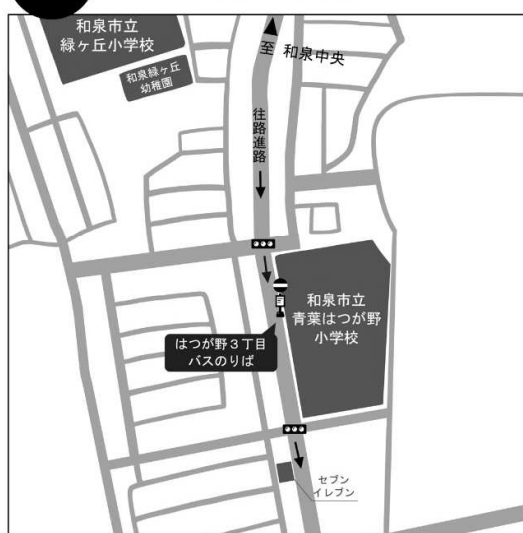 和泉市立
緑ヶ丘小学校
和泉緑ヶ丘
幼稚園
至 和泉中央
往路進路
和泉市立
青葉はつが野
小学校
はつが野3丁目
バスのりば
セブン
イレブン